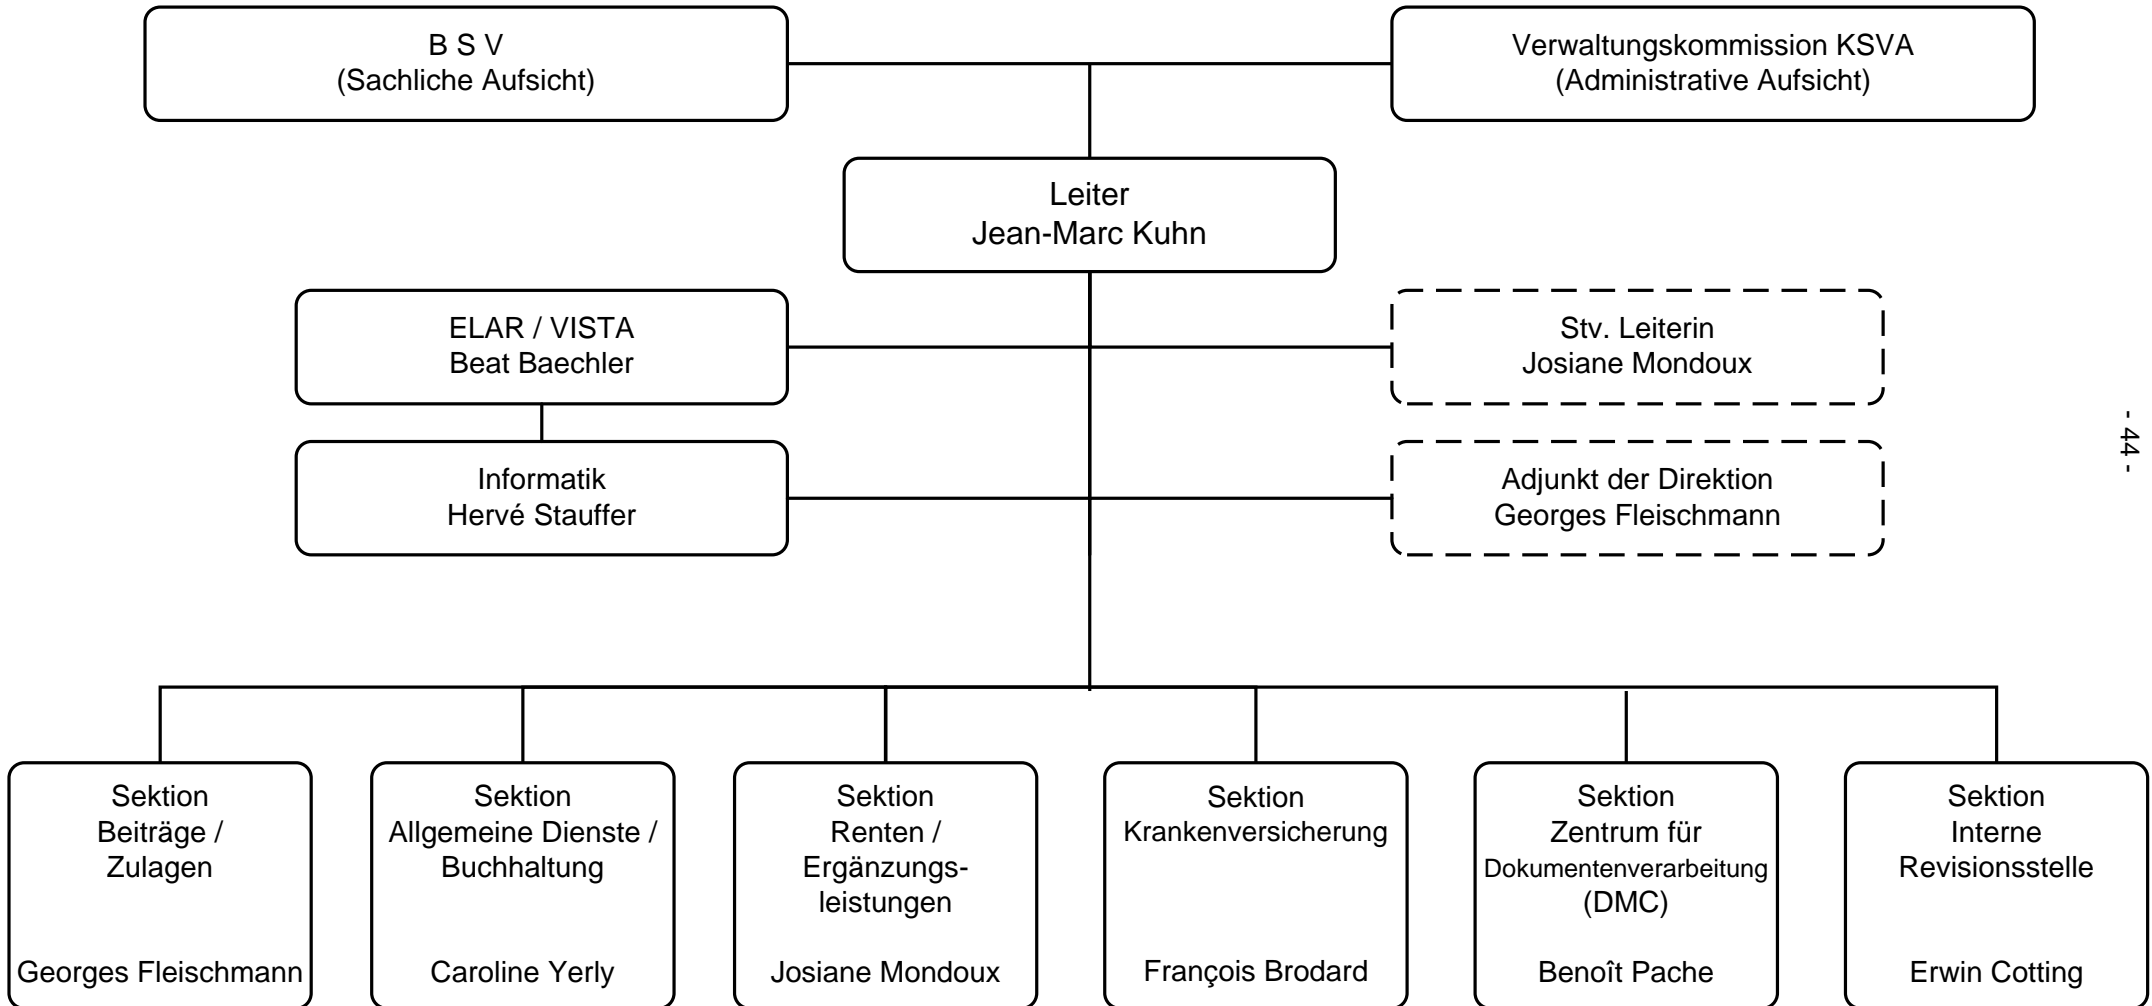 B S V
(Sachliche Aufsicht)
Verwaltungskommission KSVA
(Administrative Aufsicht)
Leiter
Jean-Marc Kuhn
ELAR / VISTA
Beat Baechler
Stv. Leiterin
Josiane Mondoux
Informatik
Hervé Stauffer
Adjunkt der Direktion
Georges Fleischmann
- 44 -
Sektion
Beiträge /
Zulagen
Georges Fleischmann
Sektion
Allgemeine Dienste /
Buchhaltung
Caroline Yerly
Sektion
Renten /
Ergänzungs-
leistungen
Josiane Mondoux
Sektion
Krankenversicherung
François Brodard
Sektion
Zentrum für
Dokumentenverarbeitung
(DMC)
Benoît Pache
Sektion
Interne
Revisionsstelle
Erwin Cotting